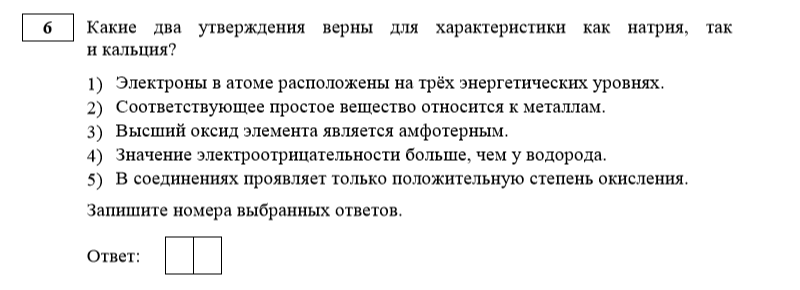 6 Какие два утверждения верны для характеристики как натрия, так
и кальция?
1) Электроны в атоме расположены на трёх энергетических уровнях.
2) Соответствующее простое вещество относится к металлам.
3) Высший оксид элемента является амфотерным.
4) Значение электроотрицательности больше, чем у водорода.
5) В соединениях проявляет только положительную степень окисления.
Запишите номера выбранных ответов.
Ответ: